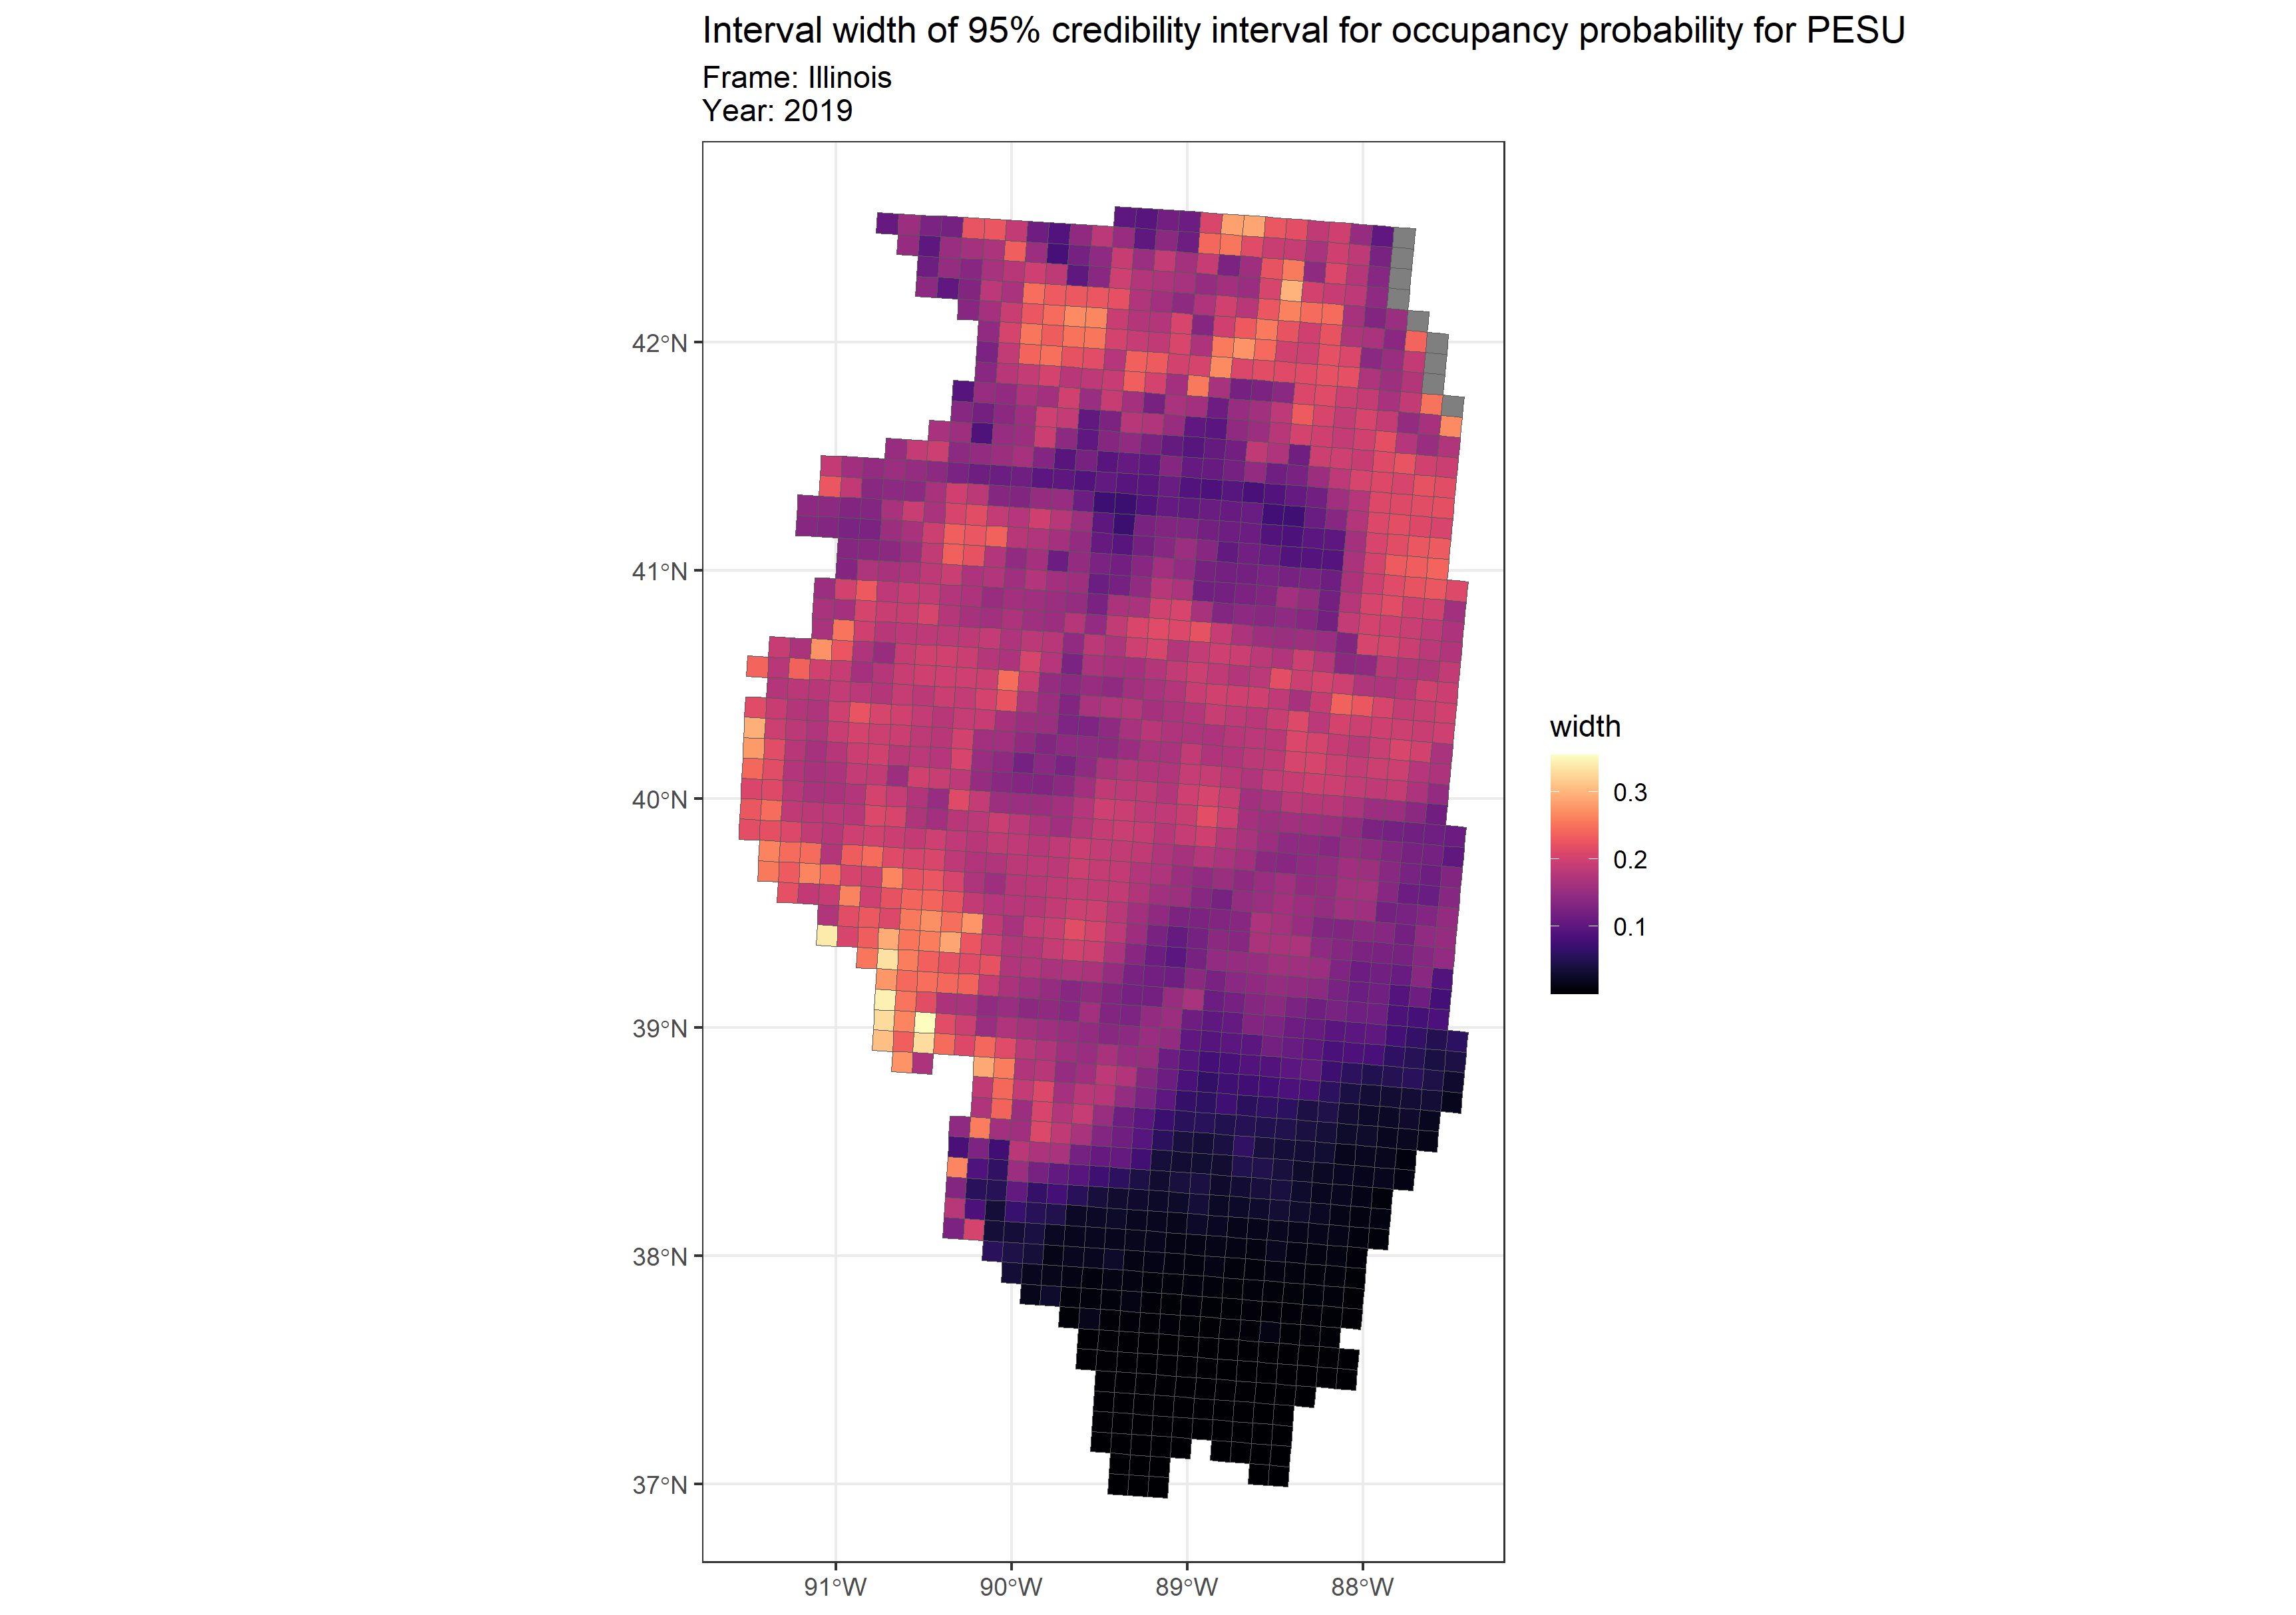 Interval width of 95% credibility interval for occupancy probability for PESU
Frame: Illinois
Year: 2019
42°N
41°N
40°N
39°N
38°N
37°N
91°W
90°W
89°W
88°W
width
0.3
0.2
0.1